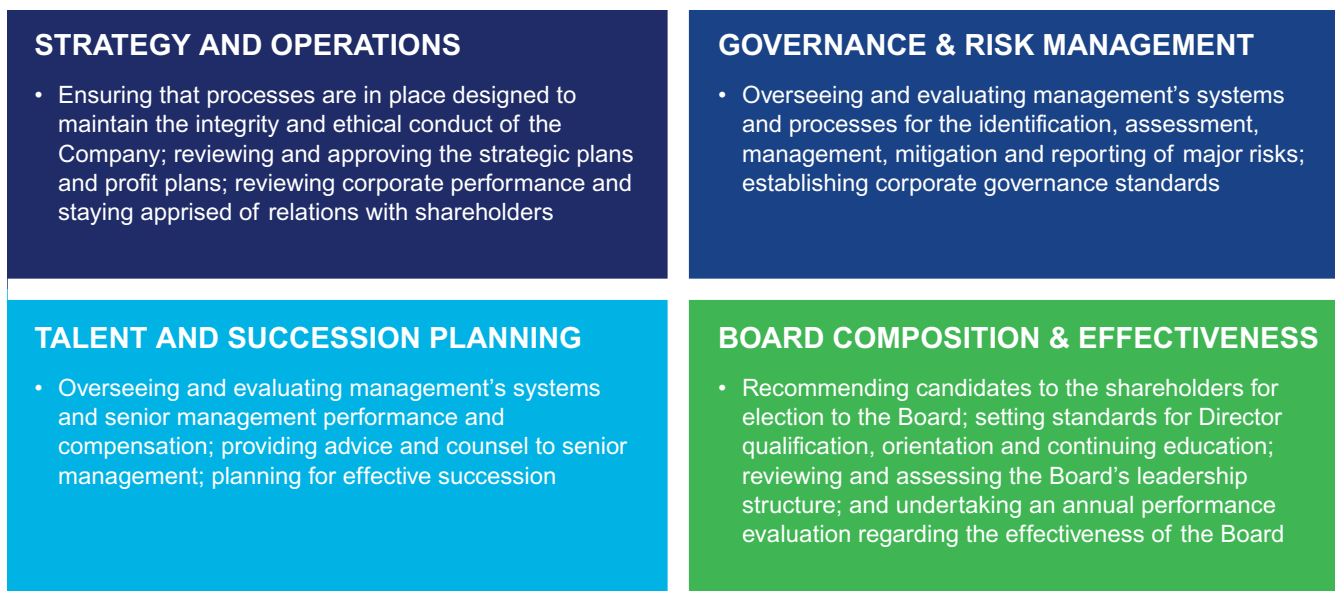 STRATEGY AND OPERATIONS
• Ensuring that processes are in place designed to
maintain the integrity and ethical conduct of the
Company; reviewing and approving the strategic plans
and profit plans; reviewing corporate performance and
staying apprised of relations with shareholders
GOVERNANCE & RISK MANAGEMENT
• Overseeing and evaluating management’s systems
and processes for the identification, assessment,
management, mitigation and reporting of major risks;
establishing corporate governance standards
TALENT AND SUCCESSION PLANNING
• Overseeing and evaluating management’s systems
and senior management performance and
compensation; providing advice and counsel to senior
management; planning for effective succession
BOARD COMPOSITION & EFFECTIVENESS
• Recommending candidates to the shareholders for
election to the Board; setting standards for Director
qualification, orientation and continuing education;
reviewing and assessing the Board’s leadership
structure; and undertaking an annual performance
evaluation regarding the effectiveness of the Board